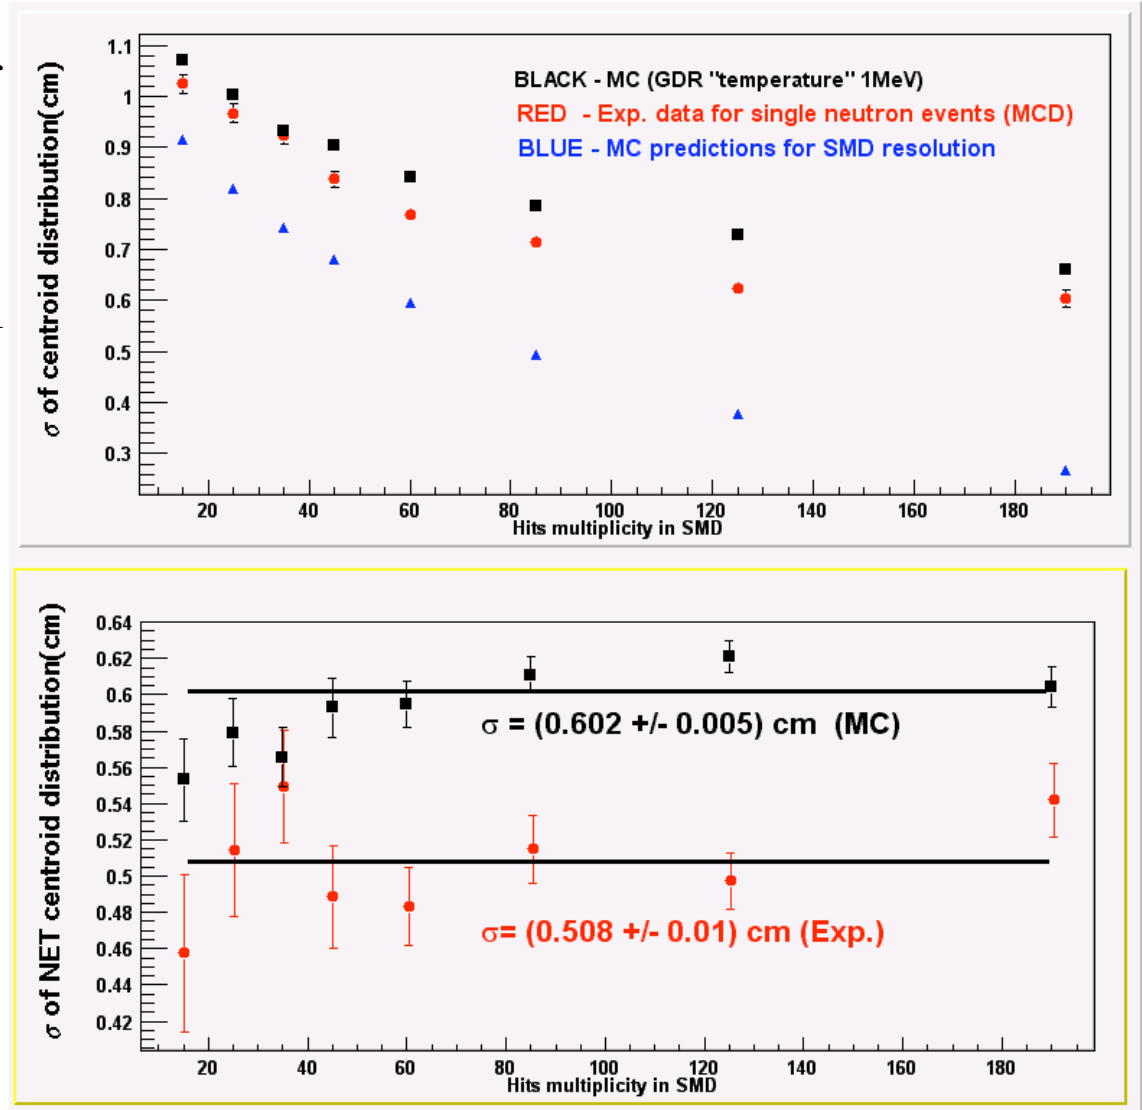 σ of centroid distribution(cm)
1.1
1
0.9
0.8
0.7
0.6
0.5
0.4
0.3
BLACK - MC (GDR "temperature" 1MeV)
RED - Exp. data for single neutron events (MCD)
BLUE - MC predictions for SMD resolution
20 40 60 80 100 120 140 160 180
Hits multiplicity in SMD
σ of NET centroid distribution(cm)
0.64
0.62
0.6
0.58
0.56
0.54
0.52
0.5
0.48
0.46
0.44
0.42
σ = (0.602 +/- 0.005) cm (MC)
σ= (0.508 +/- 0.01) cm (Exp.)
20 40 60 80 100 120 140 160 180
Hits multiplicity in SMD